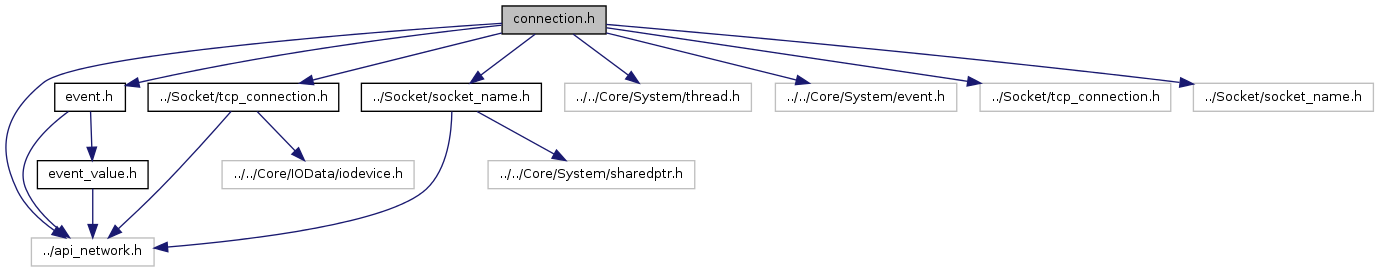 connection.h
event.h
../Socket/tcp_connection.h
../Socket/socket_name.h
../../Core/System/thread.h
../../Core/System/event.h
../Socket/tcp_connection.h
../Socket/socket_name.h
event_value.h
../../Core/IOData/iodevice.h
../../Core/System/sharedptr.h
../api_network.h